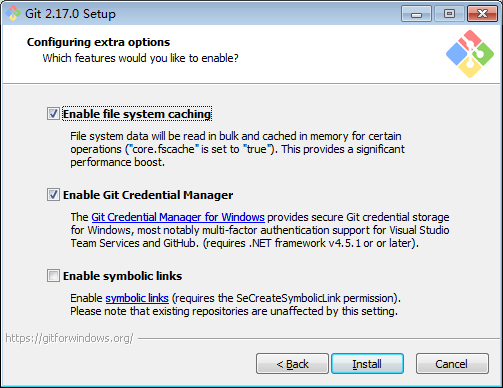 Git 2.17.0 Setup
Configuring extra options
Which features would you like to enable?
Enable file system caching
File system data will be read in bulk and cached in memory for certain
operations ("core.fscache" is set to "true"). This provides a significant
performance boost.
Enable Git Credential Manager
The Git Credential Manager for Windows provides secure Git credential storage
for Windows, most notably multi-factor authentication support for Visual Studio
Team Services and GitHub. (requires .NET framework v4.5.1 or or later).
Enable symbolic links
Enable symbolic links (requires the SeCreateSymbolicLink permission).
Please note that existing repositories are unaffected by this setting.
https://gitforwindows.org/
< Back Install Cancel